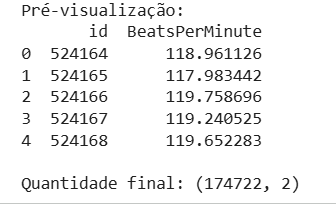 Pré-visualização:
id BeatsPerMinute
0 524164 118.961126
1 524165 117.983442
2 524166 119.758696
3 524167 119.240525
4 524168 119.652283
Quantidade final: (174722, 2)